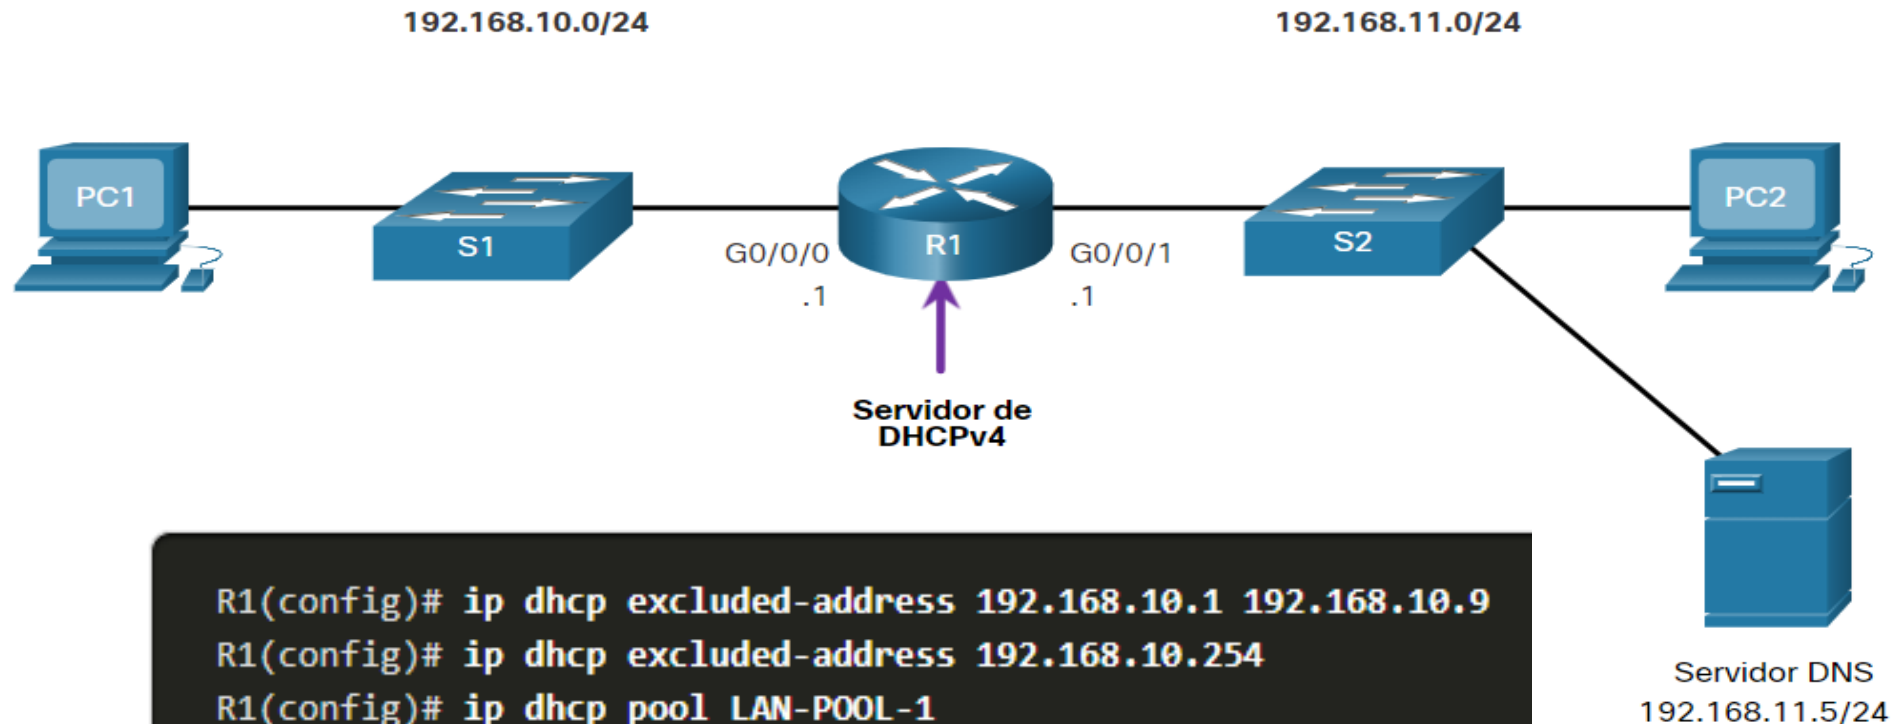 192.168.10.0/24
192.168.11.0/24
PC1
S1
G0/0/0
.1
R1
G0/0/1
.1
S2
PC2
Servidor de
DHCPv4
R1(config)# ip dhcp excluded-address 192.168.10.1 192.168.10.9
R1(config)# ip dhcp excluded-address 192.168.10.254
R1(config)# ip dhcp pool LAN-POOL-1
Servidor DNS
192.168.11.5/24